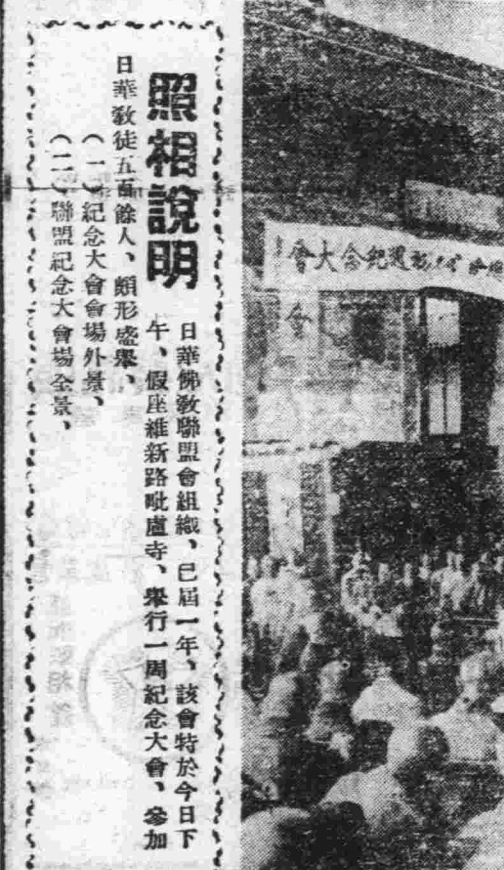 照相說明
日華佛敎聯盟會組織、已屆一年、該會特於今日下
午、假座維新路毗盧寺、舉行一周紀念大會、參加
日華敎徒五百餘人、頗形盛舉、
(一)紀念大會會場外景、
(二)聯盟紀念大會場全景、
會大念紀週
會